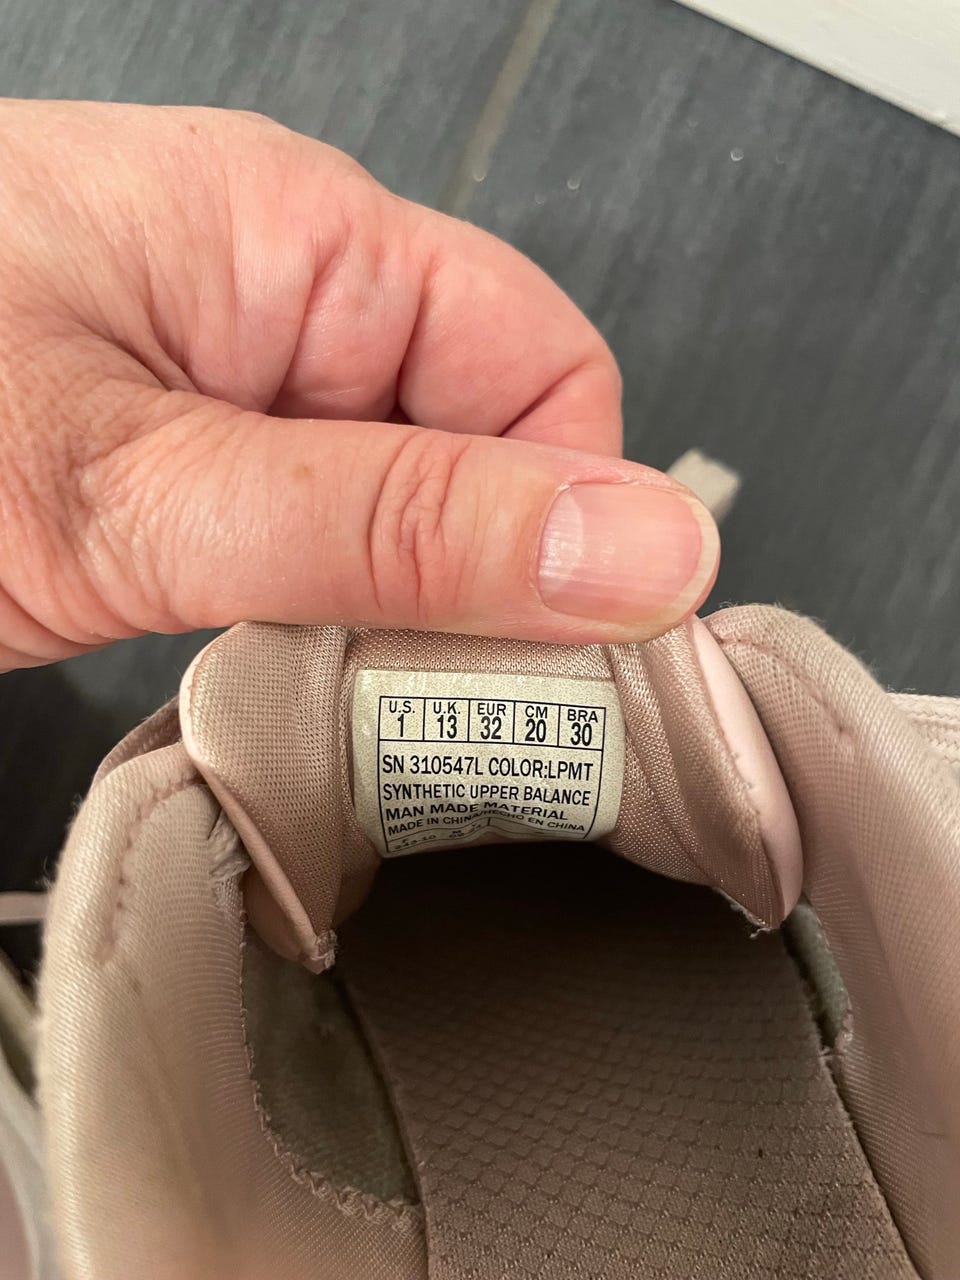 U.S. U.K. EUR CM BRA
1 13 32 20 30
SN 310547L COLOR:LPMT
SYNTHETIC UPPER BALANCE
MAN MADE MATERIAL
MADE IN CHINA/HECHO EN CHINA